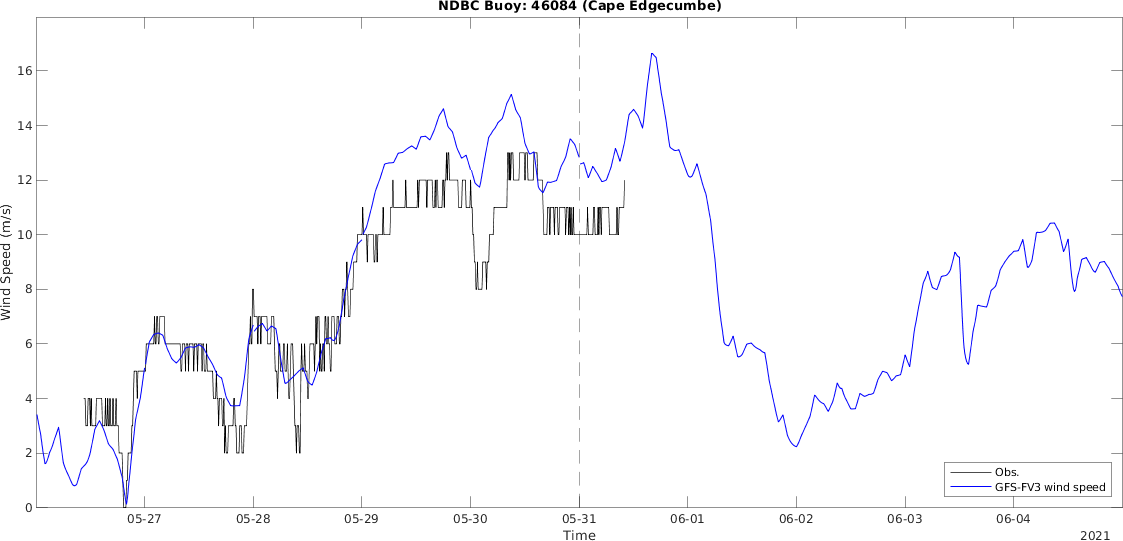 NDBC Buoy: 46084 (Cape Edgecumbe)
16
14
12
10
8
6
4
2
0
Wind Speed (m/s)
05-27 05-28 05-29 05-30 05-31 06-01 06-02 06-03 06-04
Time
2021
Obs.
GFS-FV3 wind speed